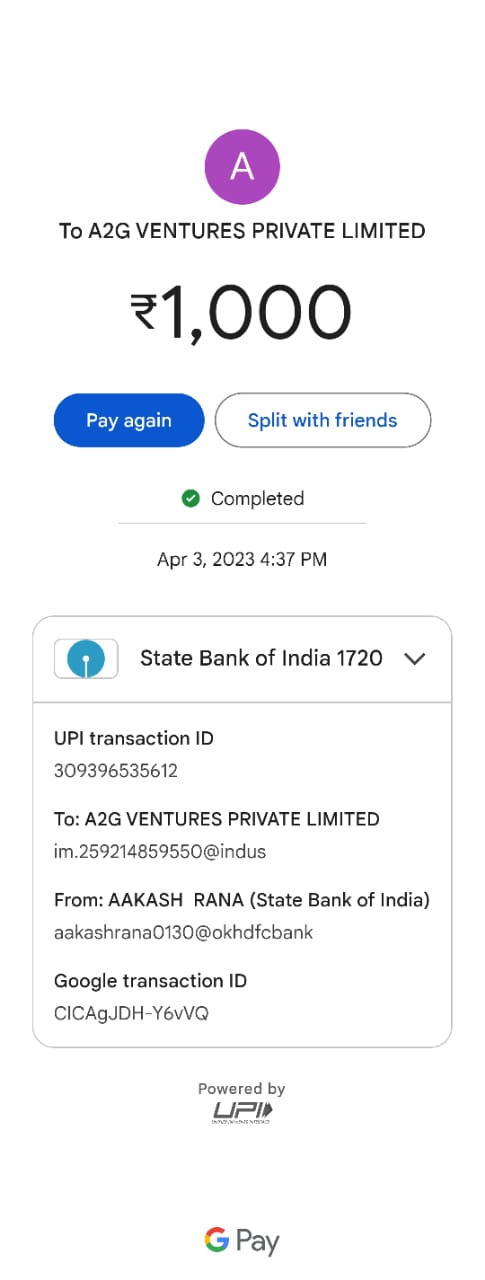 A
To A2G VENTURES PRIVATE LIMITED
₹1,000
Pay again
Split with friends
Completed
Apr 3, 2023 4:37 PM
State Bank of India 1720
UPI transaction ID
309396535612
To: A2G VENTURES PRIVATE LIMITED
im.259214859550@indus
From: AAKASH  RANA (State Bank of India)
aakashrana0130@okhdfcbank
Google transaction ID
CICAgJDH-Y6vVQ
Powered by
UPI
G Pay